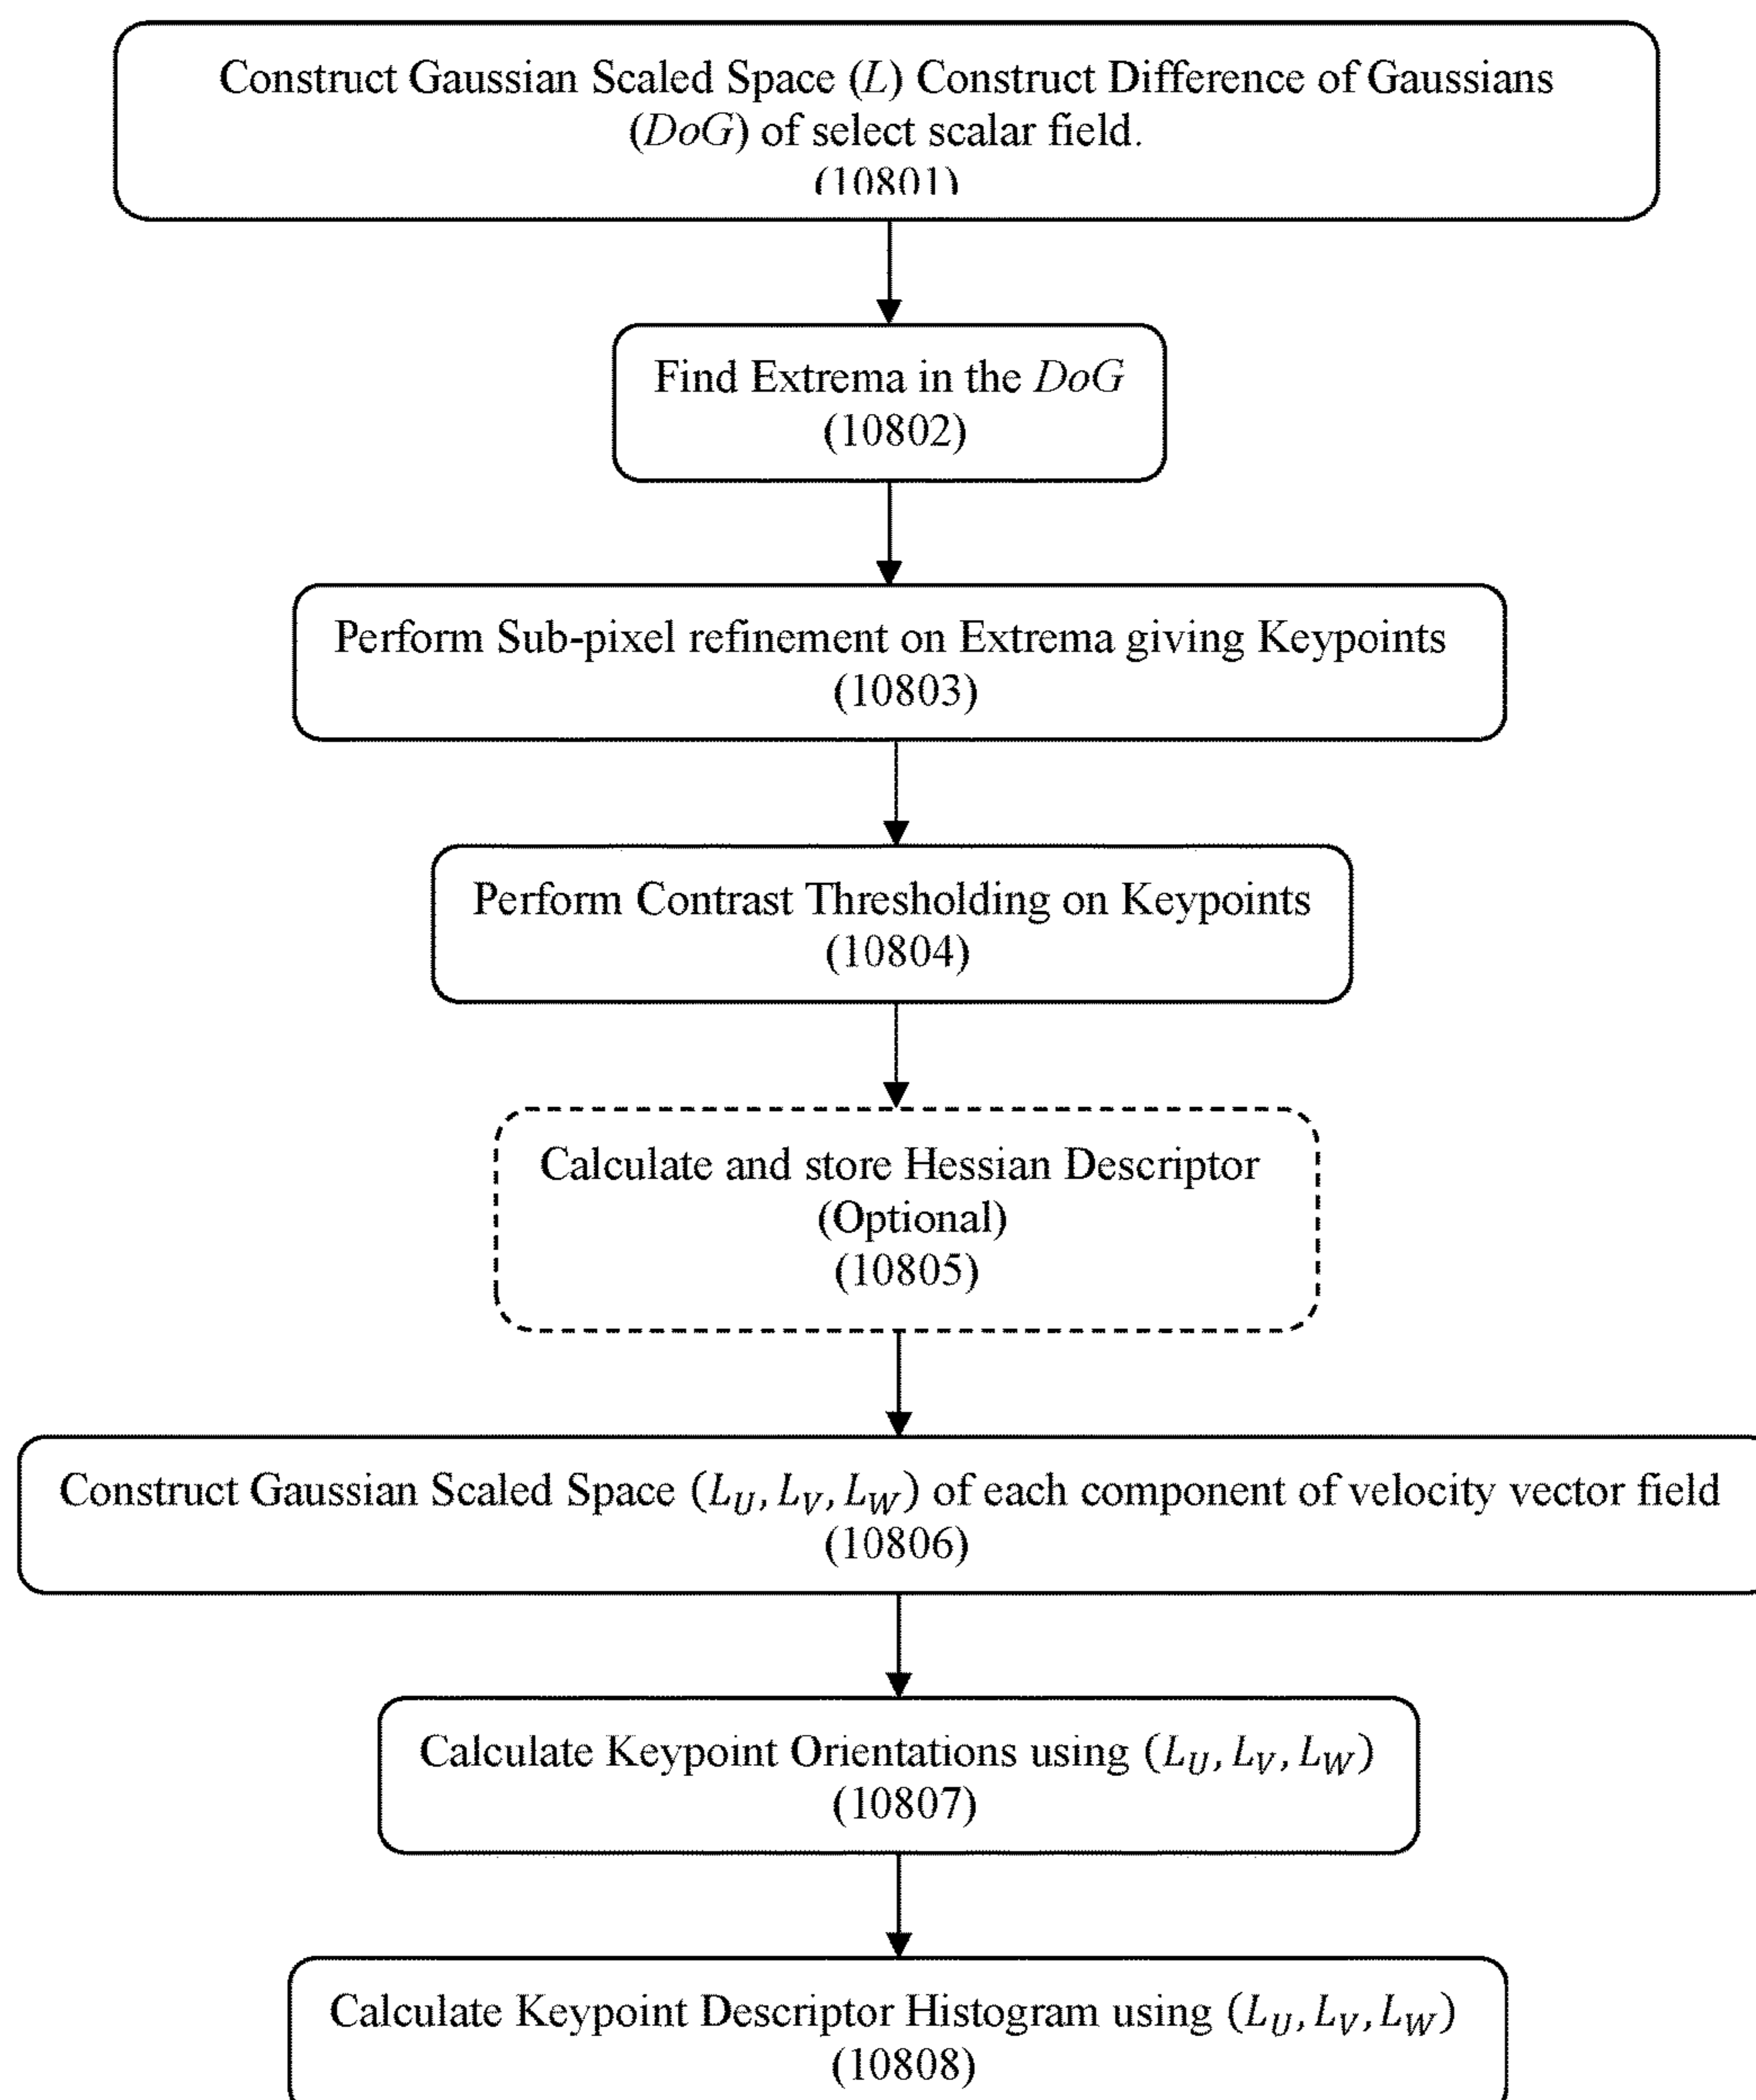 Construct Gaussian Scaled Space (L) Construct Difference of Gaussians
(DoG) of select scalar field.
(10801)
Find Extrema in the DoG
(10802)
Perform Sub-pixel refinement on Extrema giving Keypoints
(10803)
Perform Contrast Thresholding on Keypoints
(10804)
Calculate and store Hessian Descriptor
(Optional)
(10805)
Construct Gaussian Scaled Space (L_U, L_V, L_W) of each component of velocity vector field
(10806)
Calculate Keypoint Orientations using (L_U, L_V, L_W)
(10807)
Calculate Keypoint Descriptor Histogram using (L_U, L_V, L_W)
(10808)